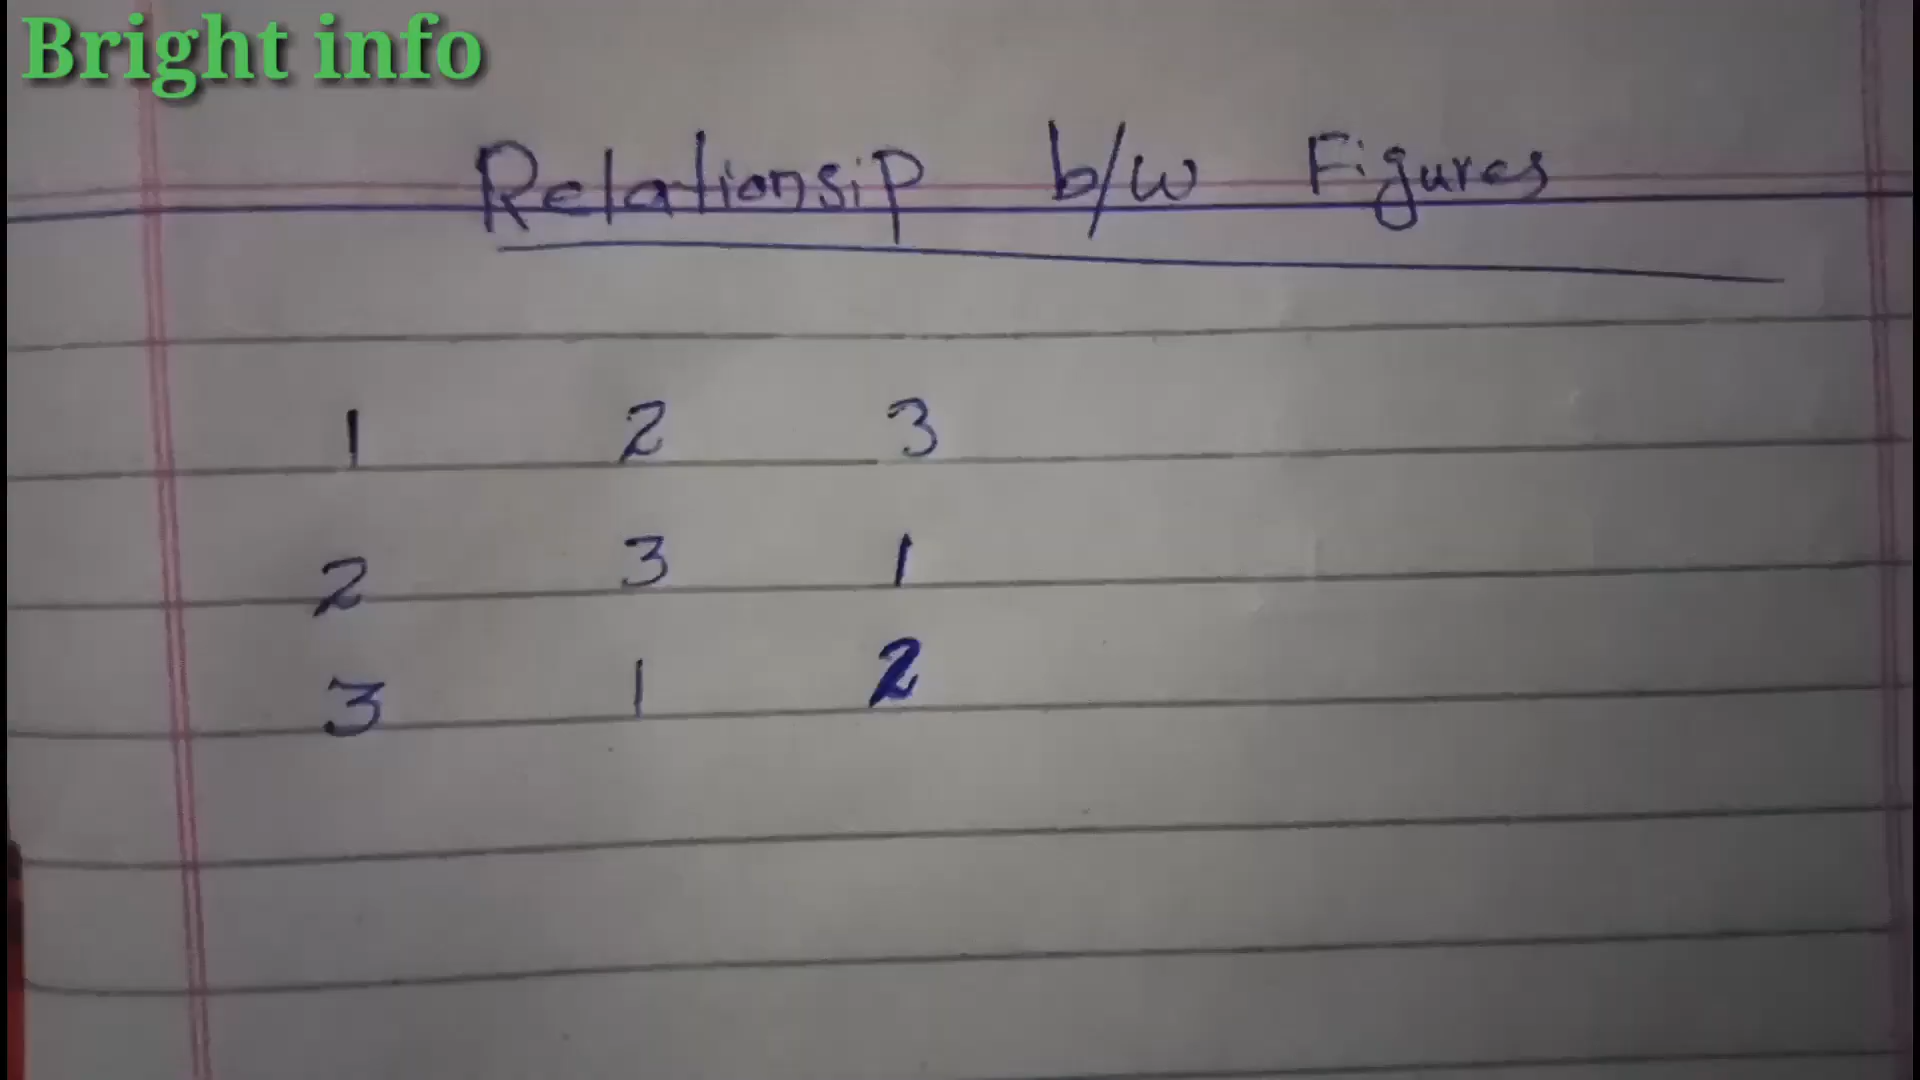 Bright info
Relationsip b/w Figures
1 2 3
2 3 1
3 1 2